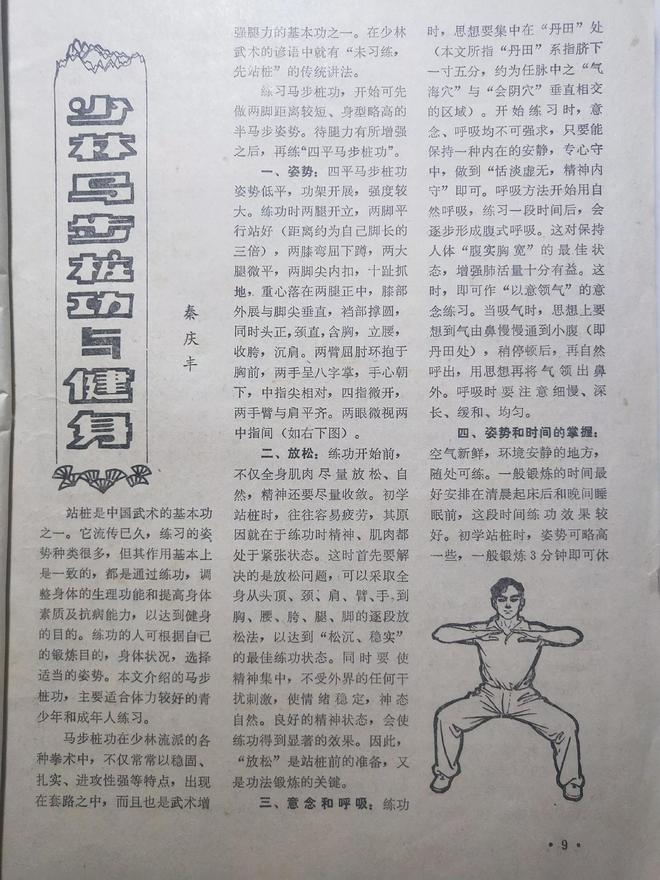 少林马步桩功与健身
秦庆丰
站桩是中国武术的基本功
之一。它流传已久，练习的姿
势种类很多，但其作用基本上
是一致的，都是通过练功，调
整身体的生理功能和提高身体
素质及抗病能力，以达到健身
的目的。练功的人可根据自己
的锻炼目的，身体状况，选择
适当的姿势。本文介绍的马步
桩功，主要适合体力较好的青
少年和成年人练习。
马步桩功在少林流派的各
种拳术中，不仅常常以稳固、
扎实、进攻性强等特点，出现
在套路之中，而且也是武术增
强腿力的基本功之一。在少林
武术的谚语中就有“未习练，
先站桩”的传统讲法。
练习马步桩功，开始可先
做两脚距离较短、身型略高的
半马步姿势。待腿力有所增强
之后，再练“四平马步桩功”。
一、姿势：四平马步桩功
姿势低平，功架开展，强度较
大。练功时两腿开立，两脚平
行站好（距离约为自己脚长的
三倍），两膝弯屈下蹲，两大
腿微平，两脚尖内扣，十趾抓
地，重心落在两腿正中，膝部
外展与脚尖垂直，裆部撑圆，
同时头正，颈直，含胸，立腰，
收胯，沉肩。两臂屈肘环抱于
胸前，两手呈八字掌，手心朝
下，中指尖相对，四指微开，
两手臂与肩平齐。两眼微视两
中指间（如右下图）。
二、放松：练功开始前，
不仅全身肌肉尽量放松、自
然，精神还要尽量收敛。初学
站桩时，往往容易疲劳，其原
因就在于练功时精神、肌肉都
处于紧张状态。这时首先要解
决的是放松问题，可以采取全
身从头顶、颈、肩、臂、手、到
胸、腰、胯、腿、脚的逐段放
松法，以达到“松沉、稳实”
的最佳练功状态。同时要使
精神集中，不受外界的任何干
扰刺激，使情绪稳定，神态
自然。良好的精神状态，会使
练功得到显著的效果。因此，
“放松”是站桩前的准备，又
是功法锻炼的关键。
三、意念和呼吸：练功
时，思想要集中在“丹田”处
（本文所指“丹田”系指脐下
一寸五分，约为任脉中之“气
海穴”与“会阴穴”垂直相交
的区域）。开始练习时，意
念、呼吸均不可强求，只要能
保持一种内在的安静，专心守
中，做到“恬淡虚无，精神内
守”即可。呼吸方法开始用自
然呼吸，练习一段时间后，会
逐步形成腹式呼吸。这对保持
人体“腹实胸宽”的最佳状
态，增强肺活量十分有益。这
时，即可作“以意领气”的意
念练习。当吸气时，思想上要
想到气由鼻慢慢通到小腹（即
丹田处），稍停顿后，再自然
呼出，用思想再将气领出鼻
外。呼吸时要注意细慢、深
长、缓和、均匀。
四、姿势和时间的掌握：
空气新鲜，环境安静的地方，
随处可练。一般锻炼的时间最
好安排在清晨起床后和晚间睡
眠前，这段时间练功效果较
好。初学站桩时，姿势可略高
一些，一般锻炼3分钟即可休
·9·